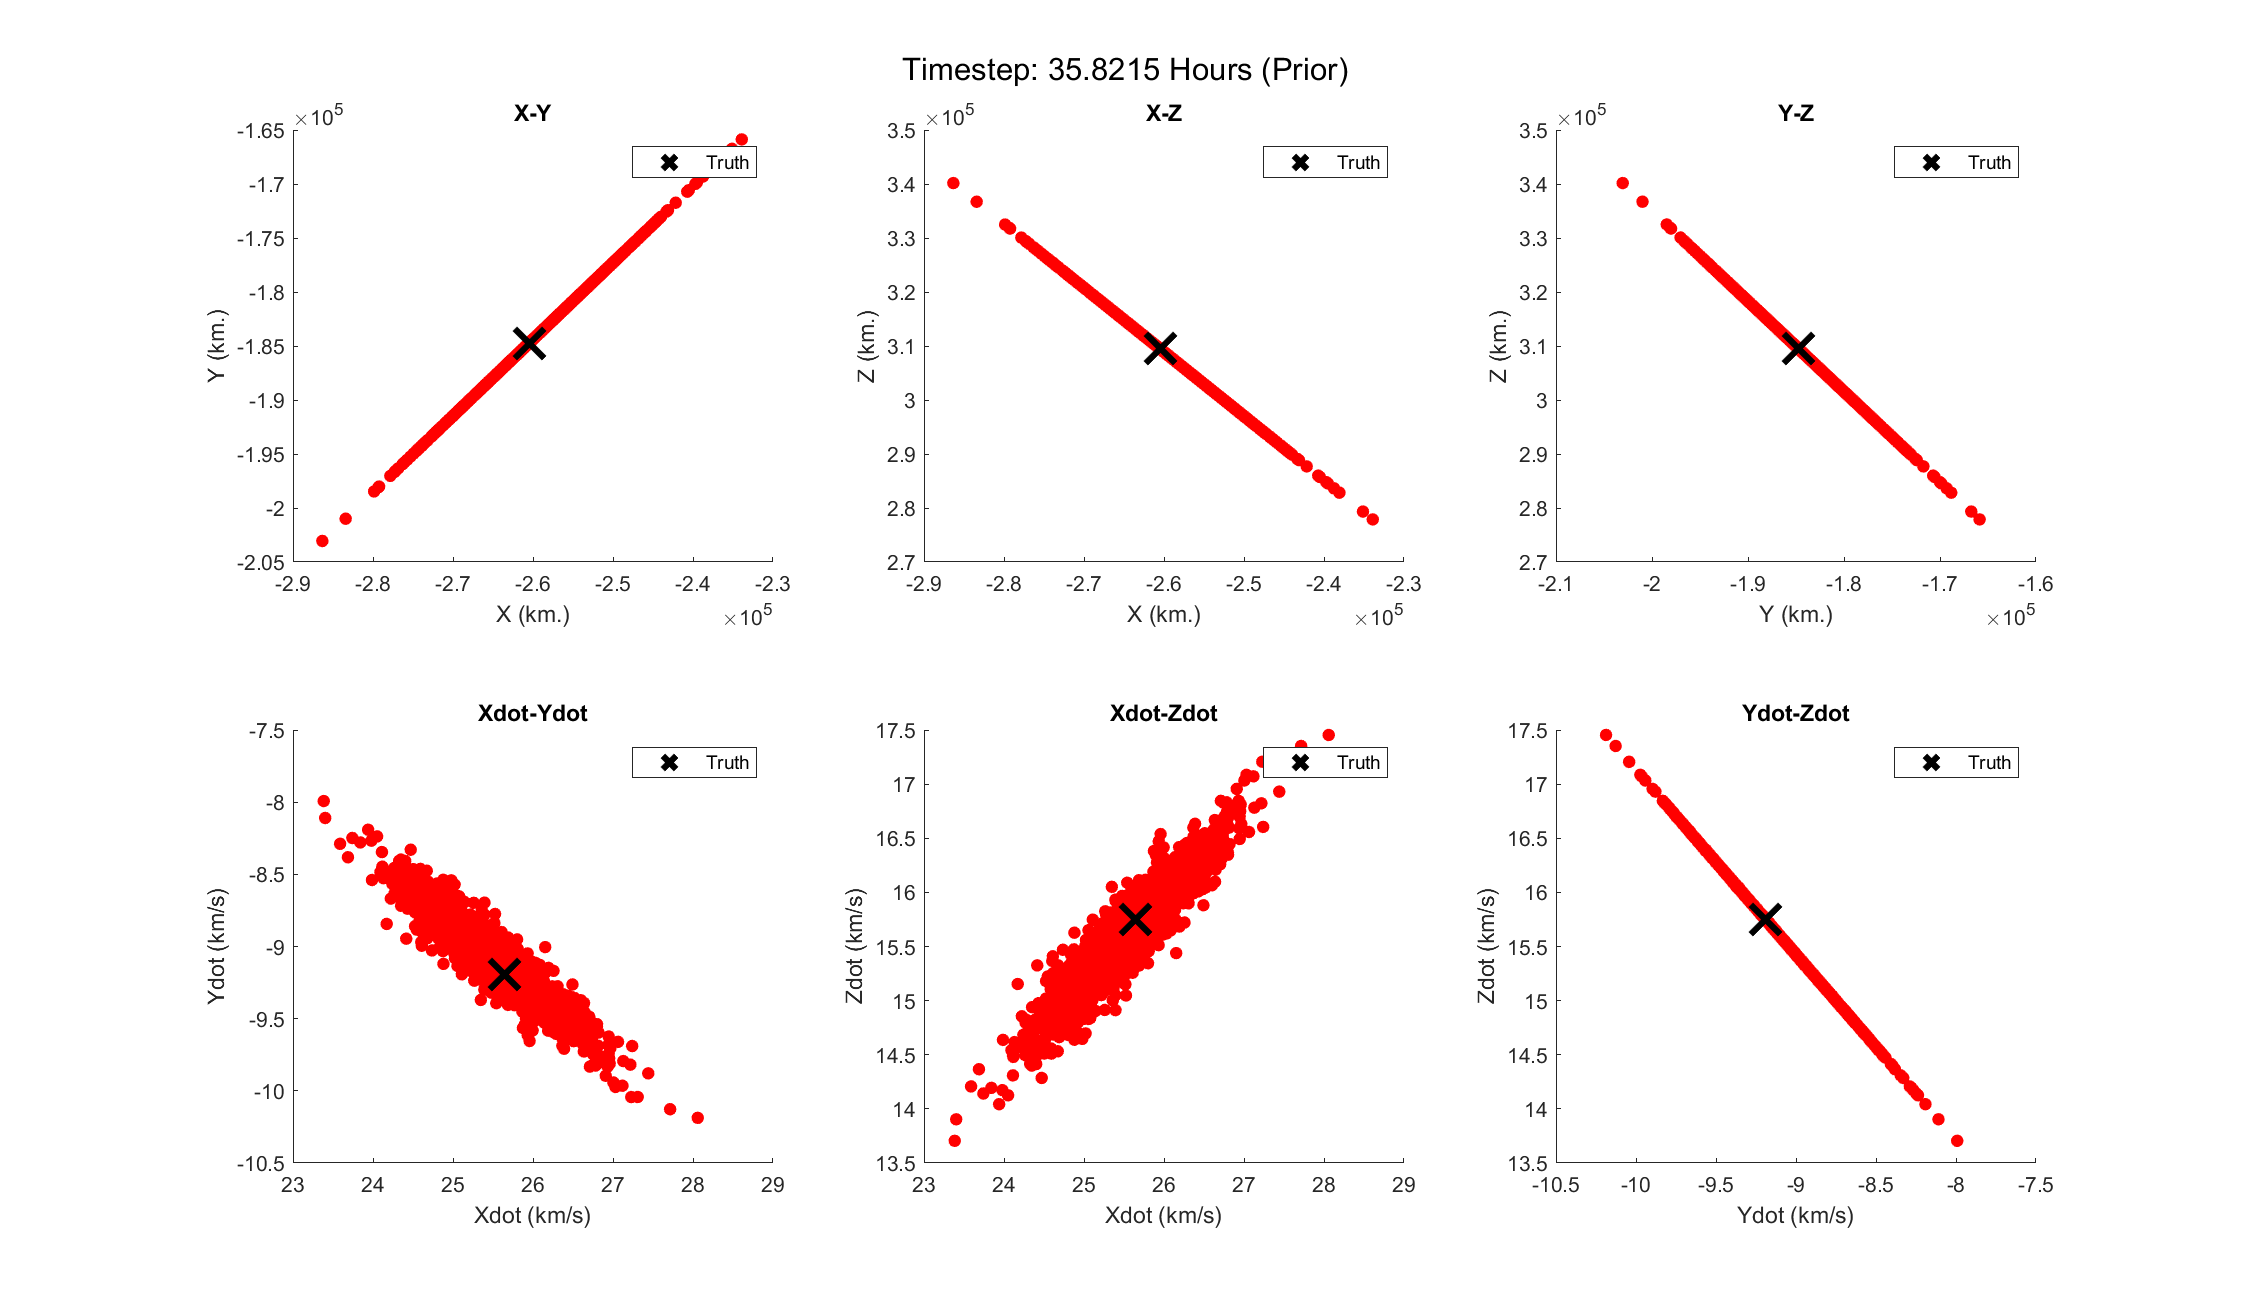 Timestep: 35.8215 Hours (Prior)
X-Y
×10^5
-1.65
-1.7
-1.75
-1.8
-1.85
-1.9
-1.95
-2
-2.05
Y (km.)
Truth
-2.9 -2.8 -2.7 -2.6 -2.5 -2.4 -2.3
X (km.)
×10^5
X-Z
×10^5
3.5
3.4
3.3
3.2
3.1
3
2.9
2.8
2.7
Z (km.)
Truth
-2.9 -2.8 -2.7 -2.6 -2.5 -2.4 -2.3
X (km.)
×10^5
Y-Z
×10^5
3.5
3.4
3.3
3.2
3.1
3
2.9
2.8
2.7
Z (km.)
Truth
-2.1 -2 -1.9 -1.8 -1.7 -1.6
Y (km.)
×10^5
Xdot-Ydot
-7.5
-8
-8.5
-9
-9.5
-10
-10.5
Ydot (km/s)
Truth
23 24 25 26 27 28 29
Xdot (km/s)
Xdot-Zdot
17.5
17
16.5
16
15.5
15
14.5
14
13.5
Zdot (km/s)
Truth
23 24 25 26 27 28 29
Xdot (km/s)
Ydot-Zdot
17.5
17
16.5
16
15.5
15
14.5
14
13.5
Zdot (km/s)
Truth
-10.5 -10 -9.5 -9 -8.5 -8 -7.5
Ydot (km/s)